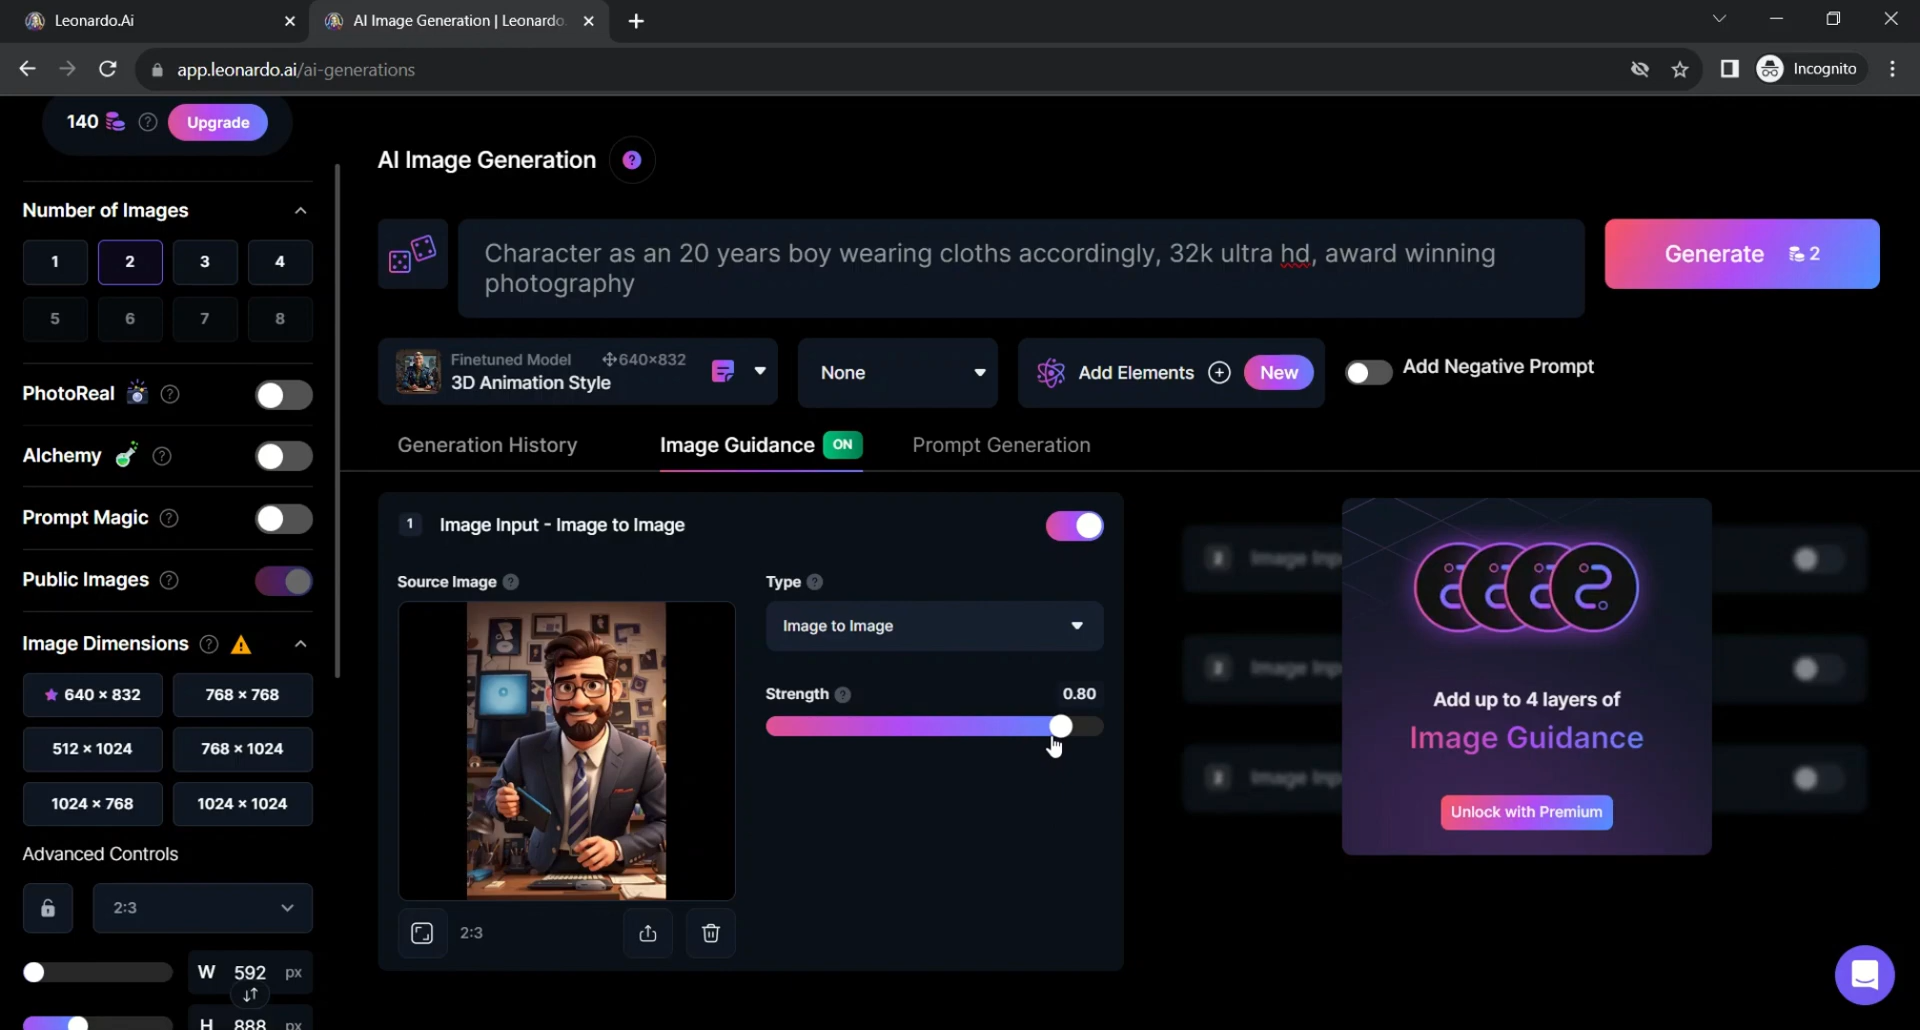 Leonardo.Ai
AI Image Generation | Leonardo.
app.leonardo.ai/ai-generations
Incognito
140
Upgrade
Number of Images
1 2 3 4
5 6 7 8
PhotoReal
Alchemy
Prompt Magic
Public Images
Image Dimensions
640 × 832 768 × 768
512 × 1024 768 × 1024
1024 × 768 1024 × 1024
Advanced Controls
2:3
W 592 px
H 888 px
AI Image Generation ?
Character as an 20 years boy wearing cloths accordingly, 32k ultra hd, award winning
photography
Generate 2
Finetuned Model 640×832
3D Animation Style
None
Add Elements New
Add Negative Prompt
Generation History Image Guidance ON Prompt Generation
1 Image Input - Image to Image
Source Image ?
Type ?
Image to Image
Strength ? 0.80
2:3
Image Inp
Image Inp
Image Inp
Add up to 4 layers of
Image Guidance
Unlock with Premium